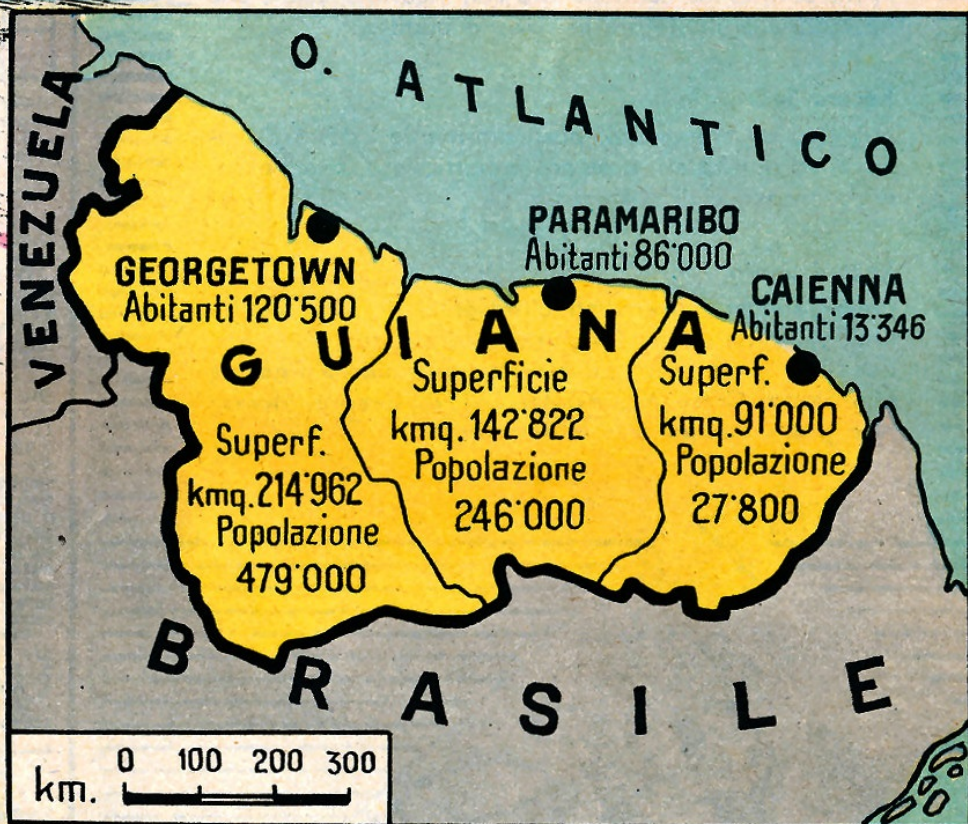 O. ATLANTICO
VENEZUELA
PARAMARIBO
Abitanti 86'000
GEORGETOWN
Abitanti 120'500
CAIENNA
Abitanti 13'346
GUIANA
Superf.
kmq. 214'962
Popolazione
479'000
Superficie
kmq. 142'822
Popolazione
246'000
Superf.
kmq. 91'000
Popolazione
27'800
BRASILE
km. 0 100 200 300